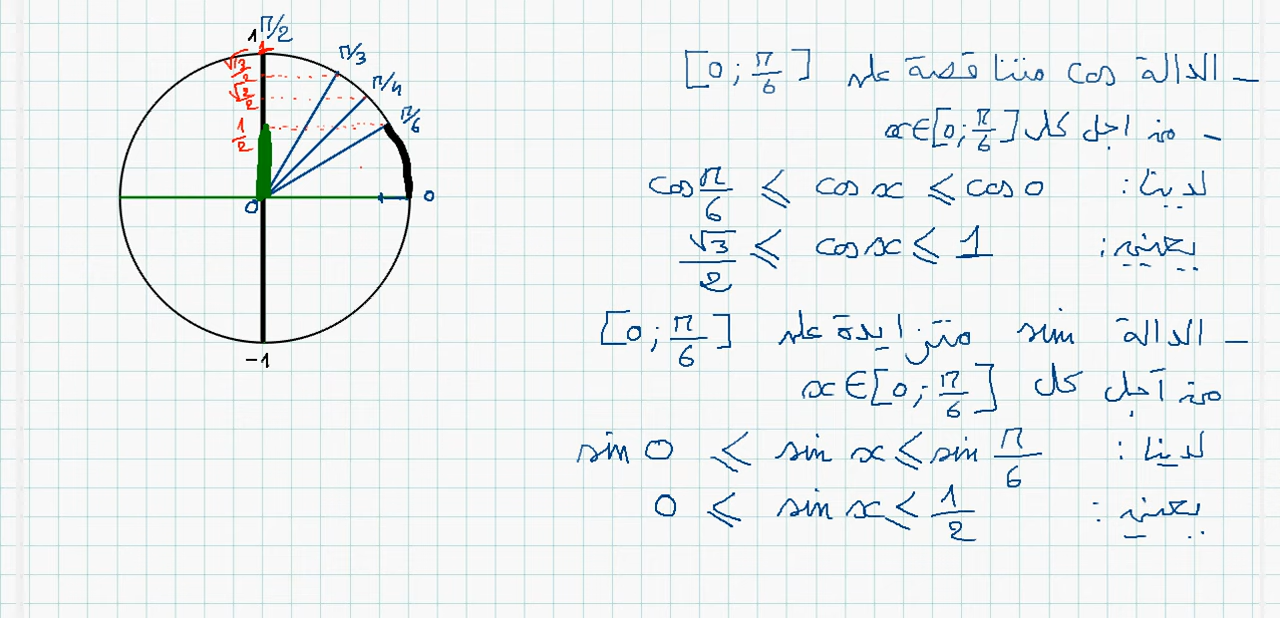 1 π/2
π/3
π/4
π/6
√3/2
√2/2
1/2
0
0
-1
- الدالة cos متناقصة على [0 ; π/6]
- من اجل كل x∈[0 ; π/6]
لدينا: cos π/6 ⩽ cos x ⩽ cos 0
يعني: √3/2 ⩽ cos x ⩽ 1
- الدالة sin متزايدة على [0 ; π/6]
من آجل كل x∈[0 ; π/6]
لدينا: sin 0 ⩽ sin x ⩽ sin π/6
يعني: 0 ⩽ sin x < 1/2